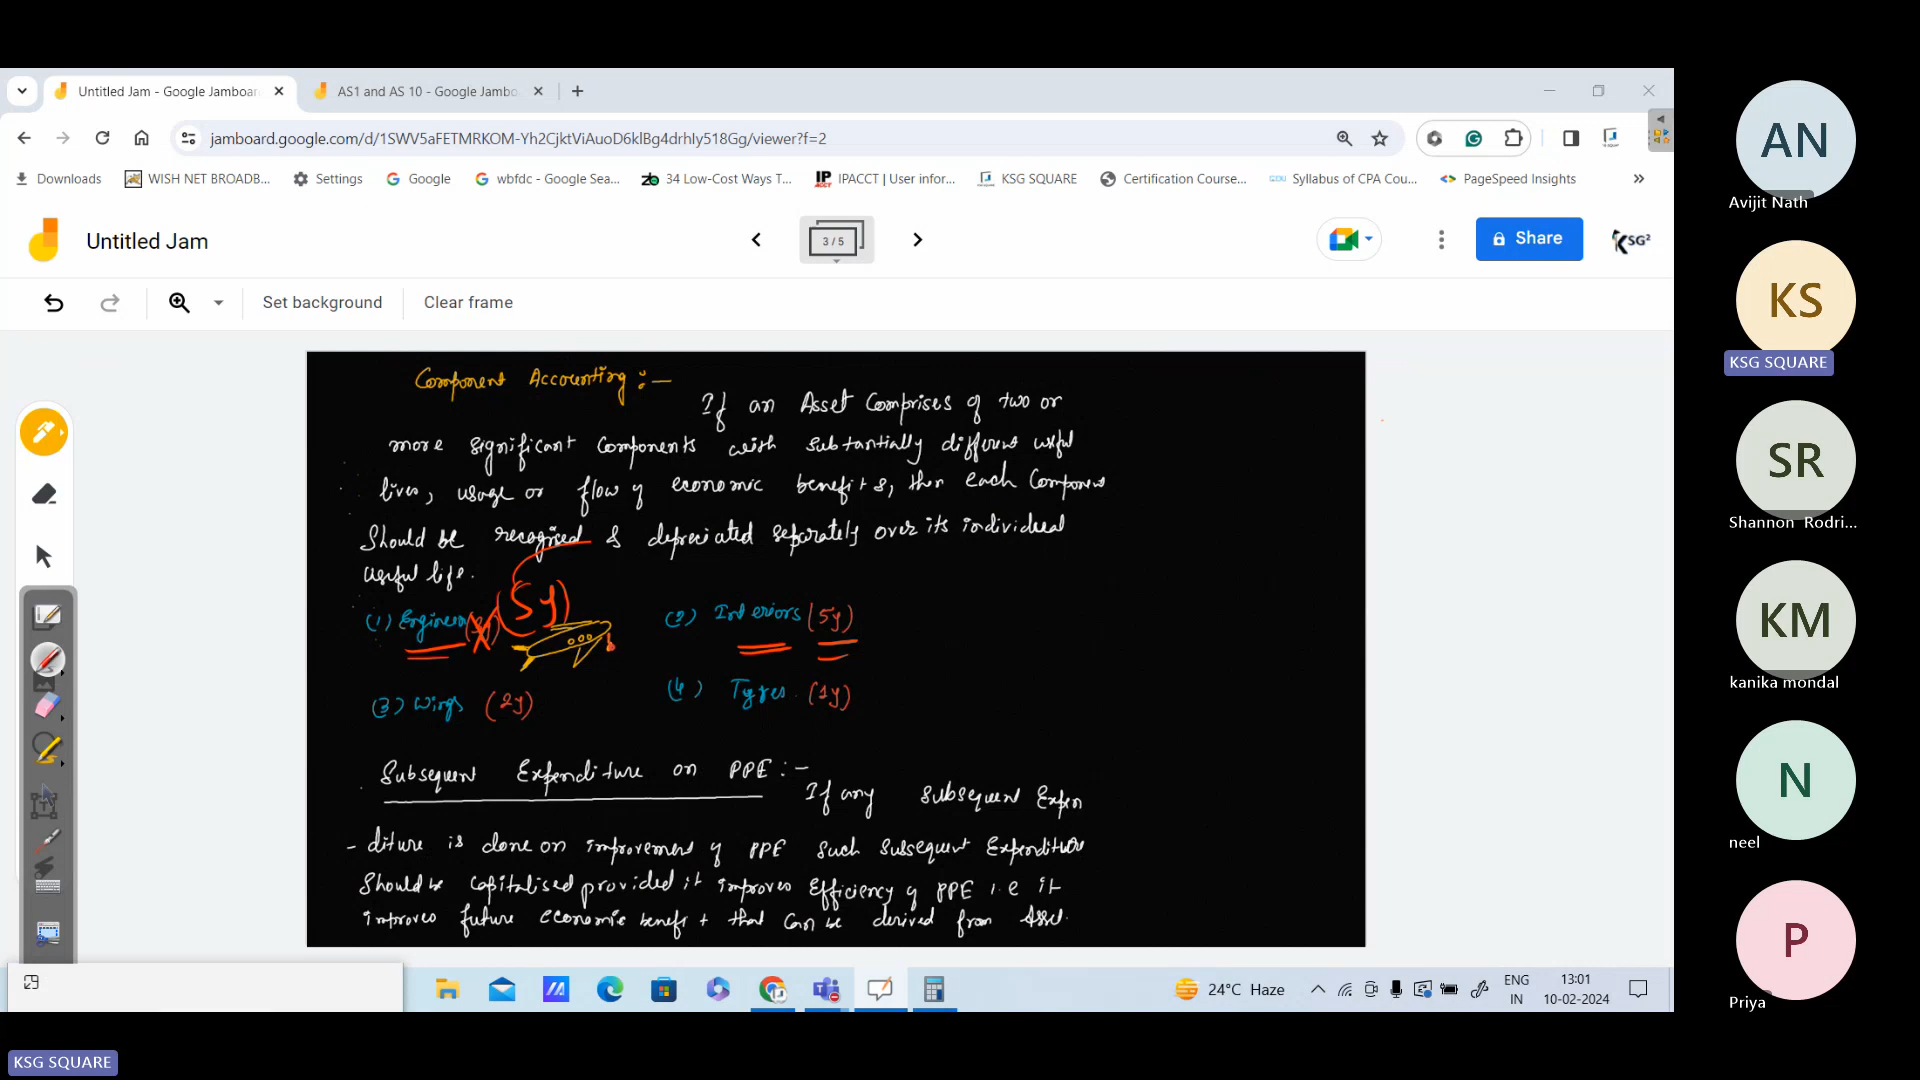 Untitled Jam - Google Jamboar
AS1 and AS 10 - Google Jambo
jamboard.google.com/d/1SWV5aFETMRKOM-Yh2CjktViAuoD6klBg4drhIy518Gg/viewer?f=2
Downloads
WISH NET BROADB...
Settings
Google
wbfdc - Google Sea...
34 Low-Cost Ways T...
IPACCT | User infor...
KSG SQUARE
Certification Course...
Syllabus of CPA Cou...
PageSpeed Insights
Untitled Jam
3 / 5
Share
KSG²
Set background
Clear frame
Component Accounting :-
If an Asset Comprises of two or
more significant Components with substantially different useful
lives, usage or flow of economic benefits, then each Component
Should be recognised & depreciated separately over its individual
useful life.
(1) Engines (5y)
(2) Interiors (5y)
(3) Wings (2y)
(4) Tyres. (1y)
Subsequent Expenditure on PPE :-
If any Subsequent Expen
- diture is done on improvement of PPE Such Subsequent Expenditure
Should be Capitalised provided it improves Efficiency of PPE i.e it
improves future economic benefit that can be derived from Asset.
24°C Haze
ENG
IN
13:01
10-02-2024
AN
Avijit Nath
KS
KSG SQUARE
SR
Shannon Rodri...
KM
kanika mondal
N
neel
P
Priya
KSG SQUARE